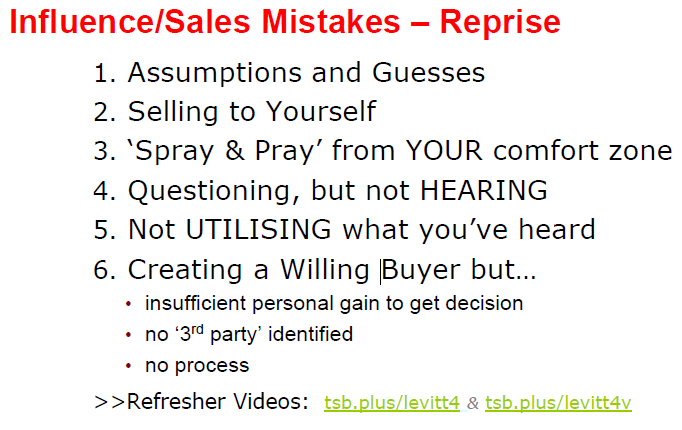 Influence/Sales Mistakes – Reprise
1. Assumptions and Guesses
2. Selling to Yourself
3. ‘Spray & Pray’ from YOUR comfort zone
4. Questioning, but not HEARING
5. Not UTILISING what you’ve heard
6. Creating a Willing Buyer but…
• insufficient personal gain to get decision
• no ‘3rd party’ identified
• no process
>>Refresher Videos: tsb.plus/levitt4 & tsb.plus/levitt4v